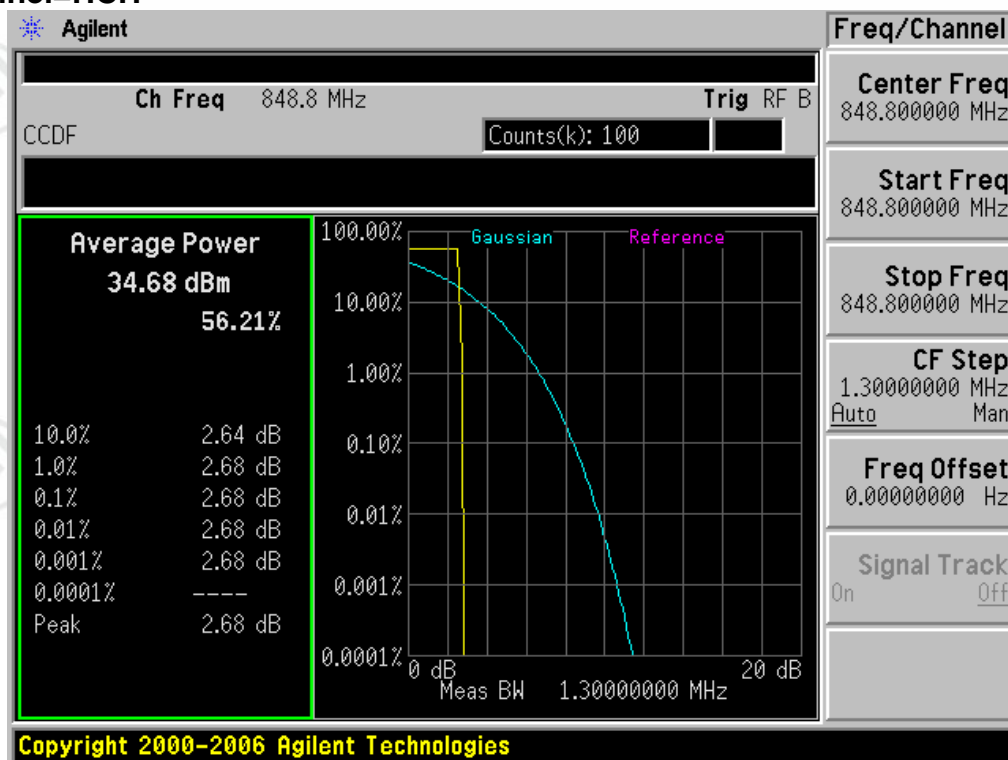 Agilent
Freq/Channel
Ch Freq 848.8 MHz Trig RF B
CCDF Counts(k): 100
Center Freq
848.800000 MHz
Start Freq
848.800000 MHz
Stop Freq
848.800000 MHz
CF Step
1.30000000 MHz
Auto Man
Freq Offset
0.00000000 Hz
Signal Track
On Off
Average Power
34.68 dBm
56.21%
10.0% 2.64 dB
1.0% 2.68 dB
0.1% 2.68 dB
0.01% 2.68 dB
0.001% 2.68 dB
0.0001% ----
Peak 2.68 dB
Gaussian Reference
100.00%
10.00%
1.00%
0.10%
0.01%
0.001%
0.0001%
0 dB 20 dB
Meas BW 1.30000000 MHz
Copyright 2000-2006 Agilent Technologies